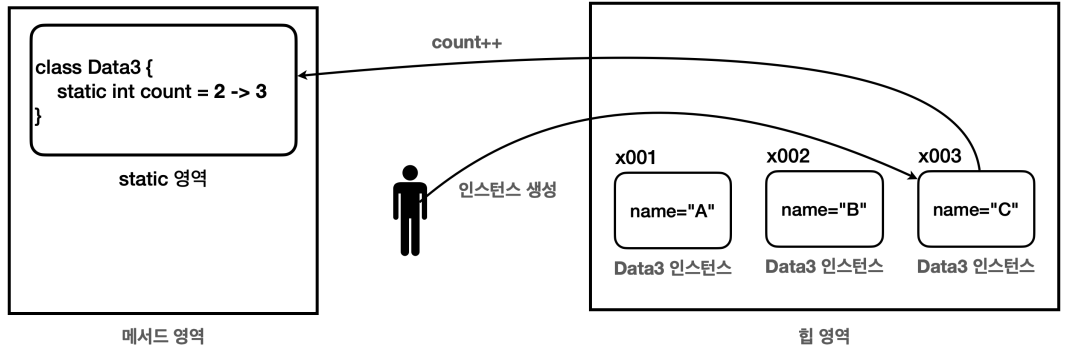 class Data3 {
static int count = 2 -> 3
}
static 영역
메서드 영역
count++
인스턴스 생성
x001
name="A"
Data3 인스턴스
x002
name="B"
Data3 인스턴스
x003
name="C"
Data3 인스턴스
힙 영역